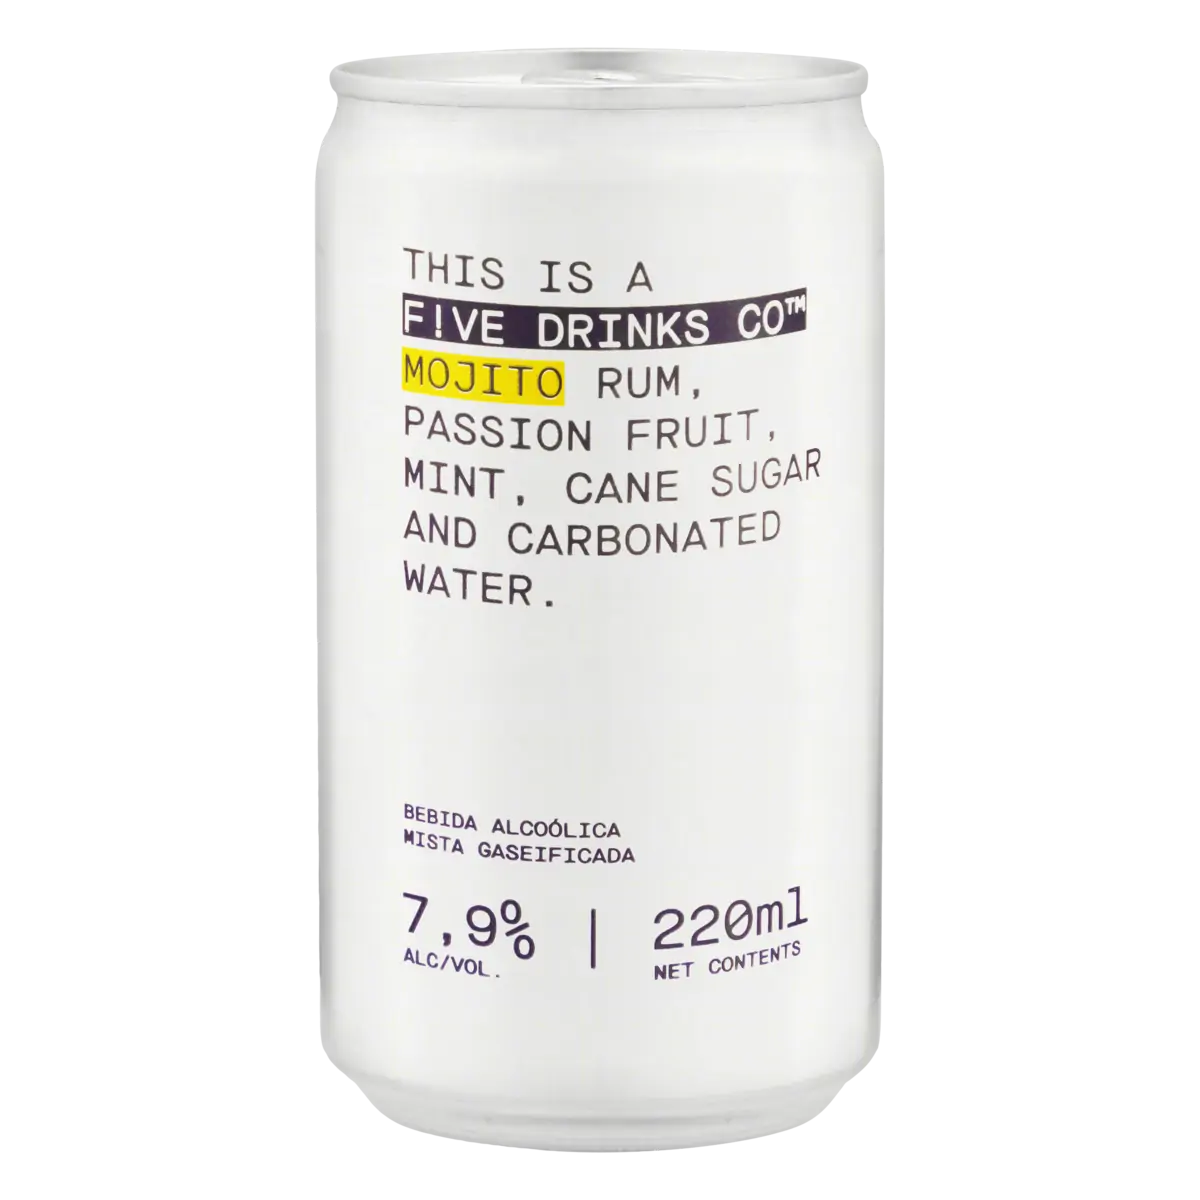 THIS IS A
F!VE DRINKS CO™
MOJITO RUM,
PASSION FRUIT,
MINT, CANE SUGAR
AND CARBONATED
WATER.
BEBIDA ALCOÓLICA
MISTA GASEIFICADA
7,9% | 220ml
ALC/VOL. NET CONTENTS